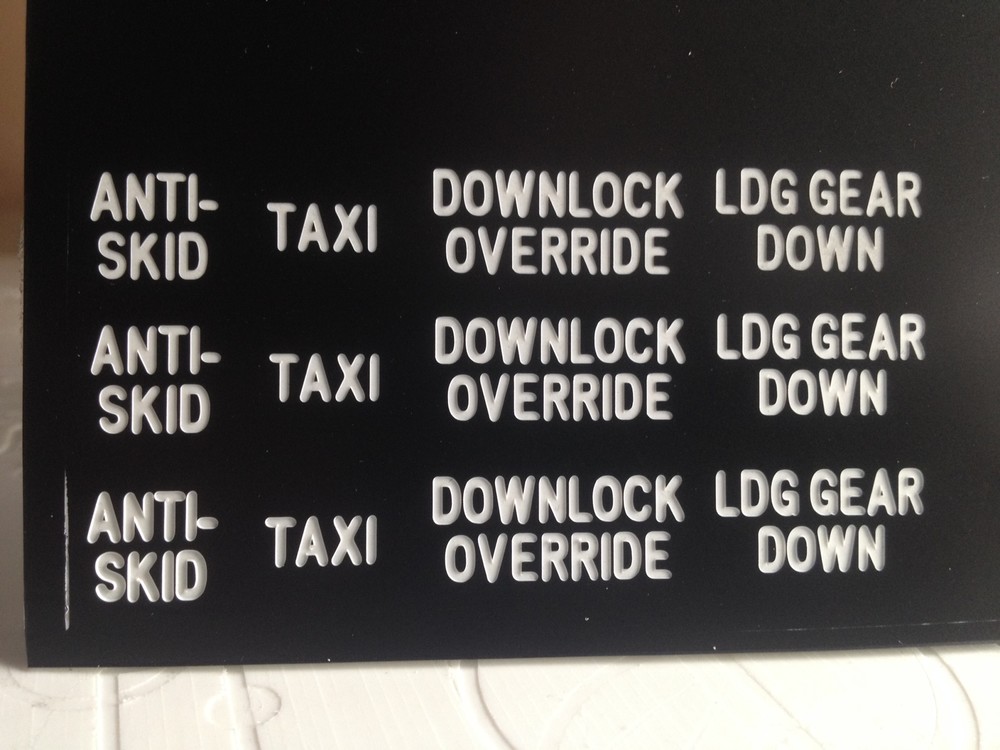 ANTI-
SKID
TAXI
DOWNLOCK
OVERRIDE
LDG GEAR
DOWN
ANTI-
SKID
TAXI
DOWNLOCK
OVERRIDE
LDG GEAR
DOWN
ANTI-
SKID
TAXI
DOWNLOCK
OVERRIDE
LDG GEAR
DOWN